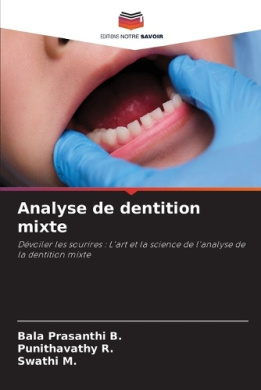 EDITIONS NOTRE SAVOIR
Analyse de dentition
mixte
Dévoiler les sourires : L'art et la science de l'analyse de
la dentition mixte
Bala Prasanthi B.
Punithavathy R.
Swathi M.